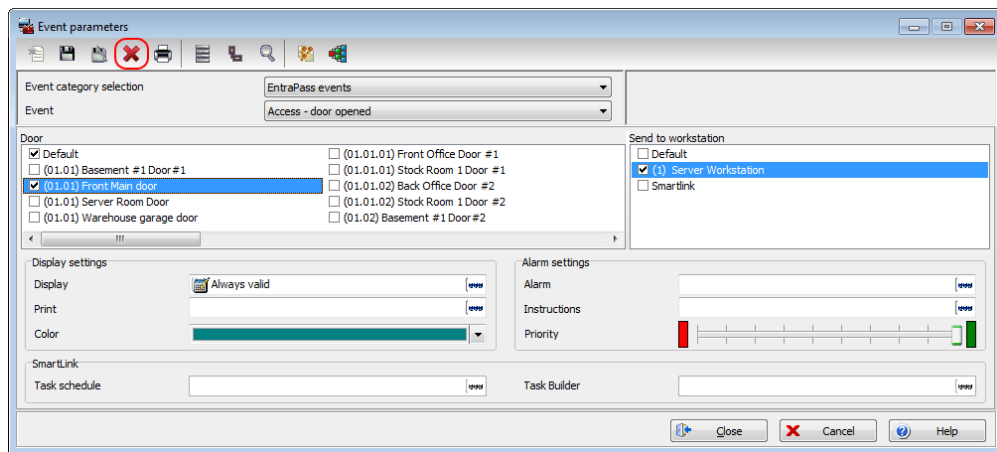 Event parameters
Event category selection
EntraPass events
Event
Access - door opened
Door
Send to workstation
Default
(01.01) Basement #1 Door#1
(01.01) Front Main door
(01.01) Server Room Door
(01.01) Warehouse garage door
(01.01.01) Front Office Door #1
(01.01.01) Stock Room 1 Door #1
(01.01.02) Back Office Door #2
(01.01.02) Stock Room 1 Door #2
(01.02) Basement #1 Door#2
Default
(1) Server Workstation
Smartlink
Display settings
Display
Always valid
Print
Color
Alarm settings
Alarm
Instructions
Priority
SmartLink
Task schedule
Task Builder
Close
Cancel
Help